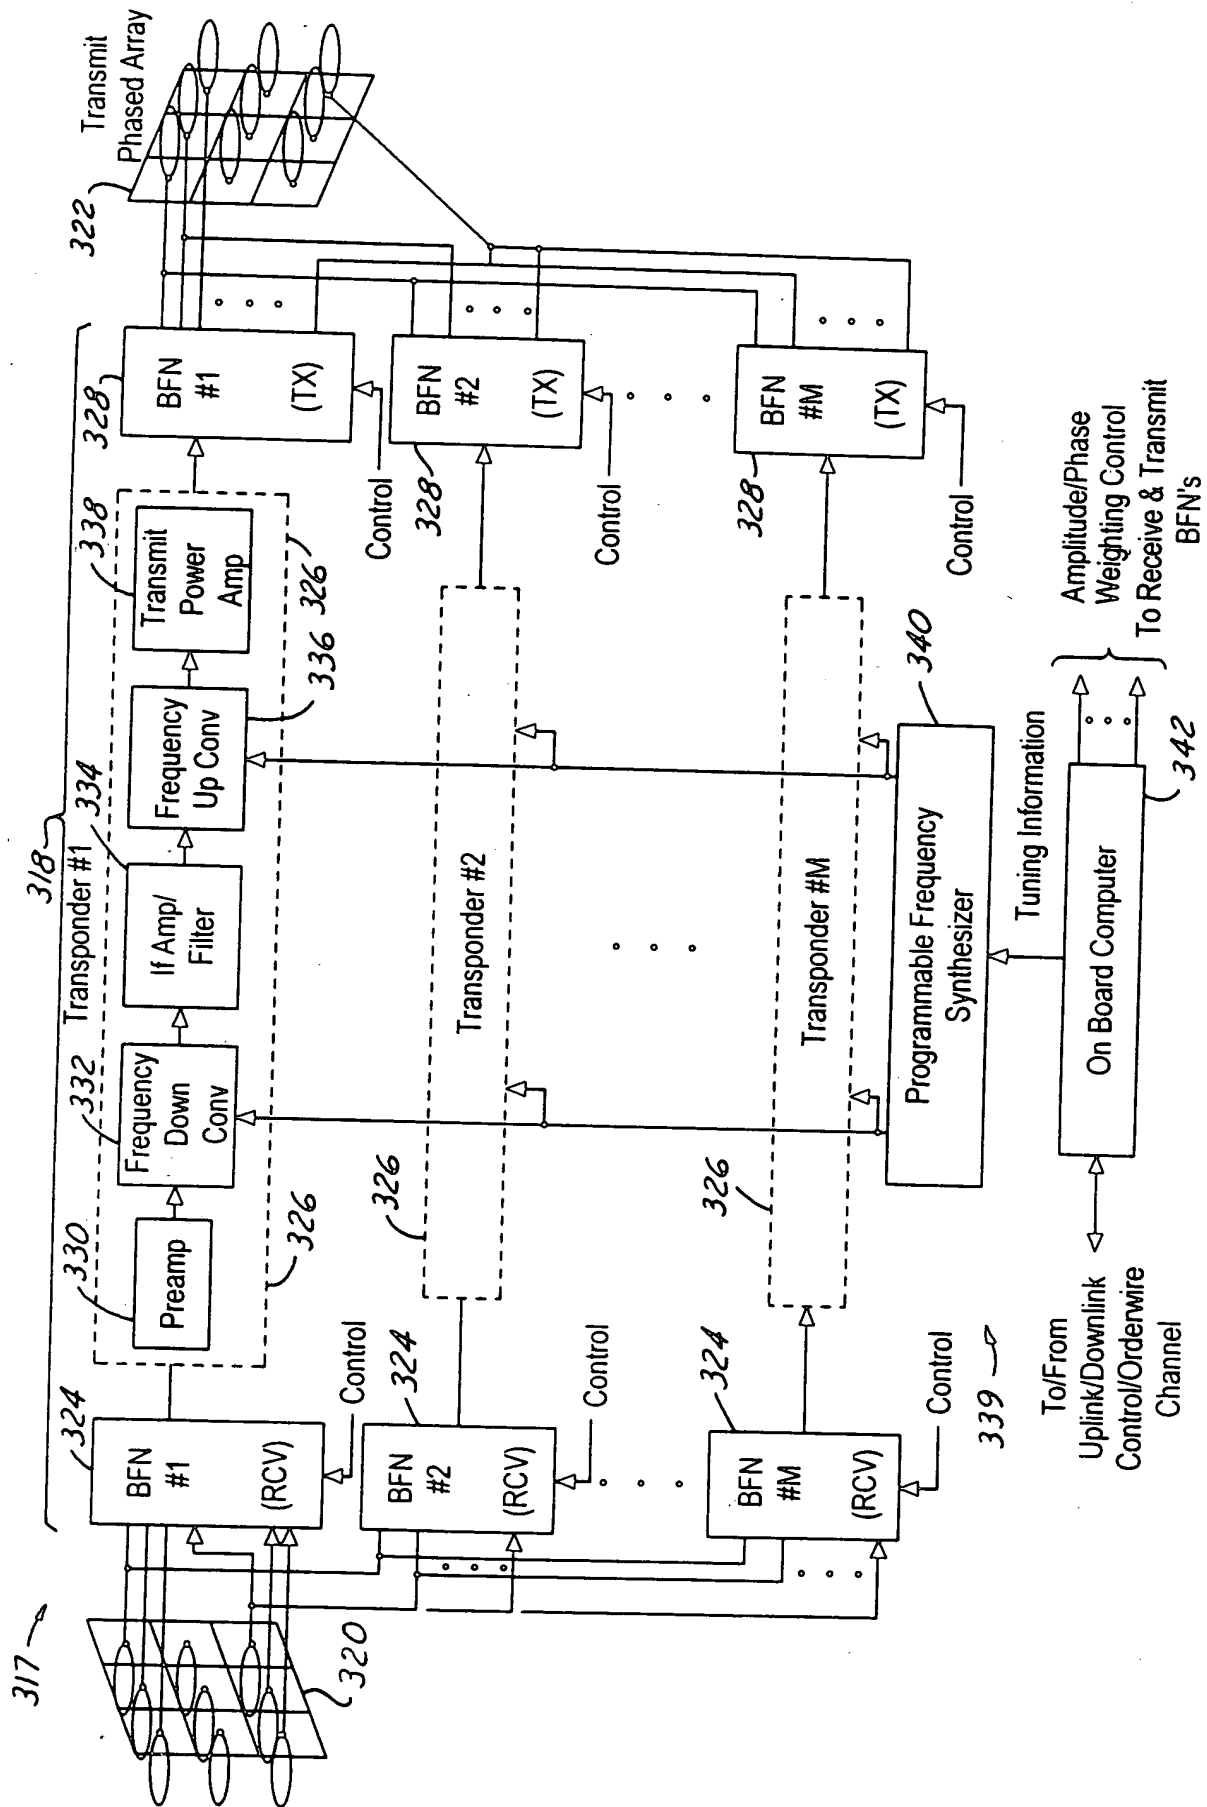 317
318
320
324
BFN
#1
(RCV)
Control
Transponder #1
326
330
Preamp
332
Frequency
Down
Conv
334
If Amp/
Filter
336
Frequency
Up Conv
338
Transmit
Power
Amp
326
328
BFN
#1
(TX)
Control
322
Transmit
Phased Array
324
BFN
#2
(RCV)
Control
326
Transponder #2
328
BFN
#2
(TX)
Control
324
BFN
#M
(RCV)
Control
326
Transponder #M
328
BFN
#M
(TX)
Control
339
340
Programmable Frequency
Synthesizer
Tuning Information
To/From
Uplink/Downlink
Control/Orderwire
Channel
On Board Computer
342
Amplitude/Phase
Weighting Control
To Receive & Transmit
BFN's